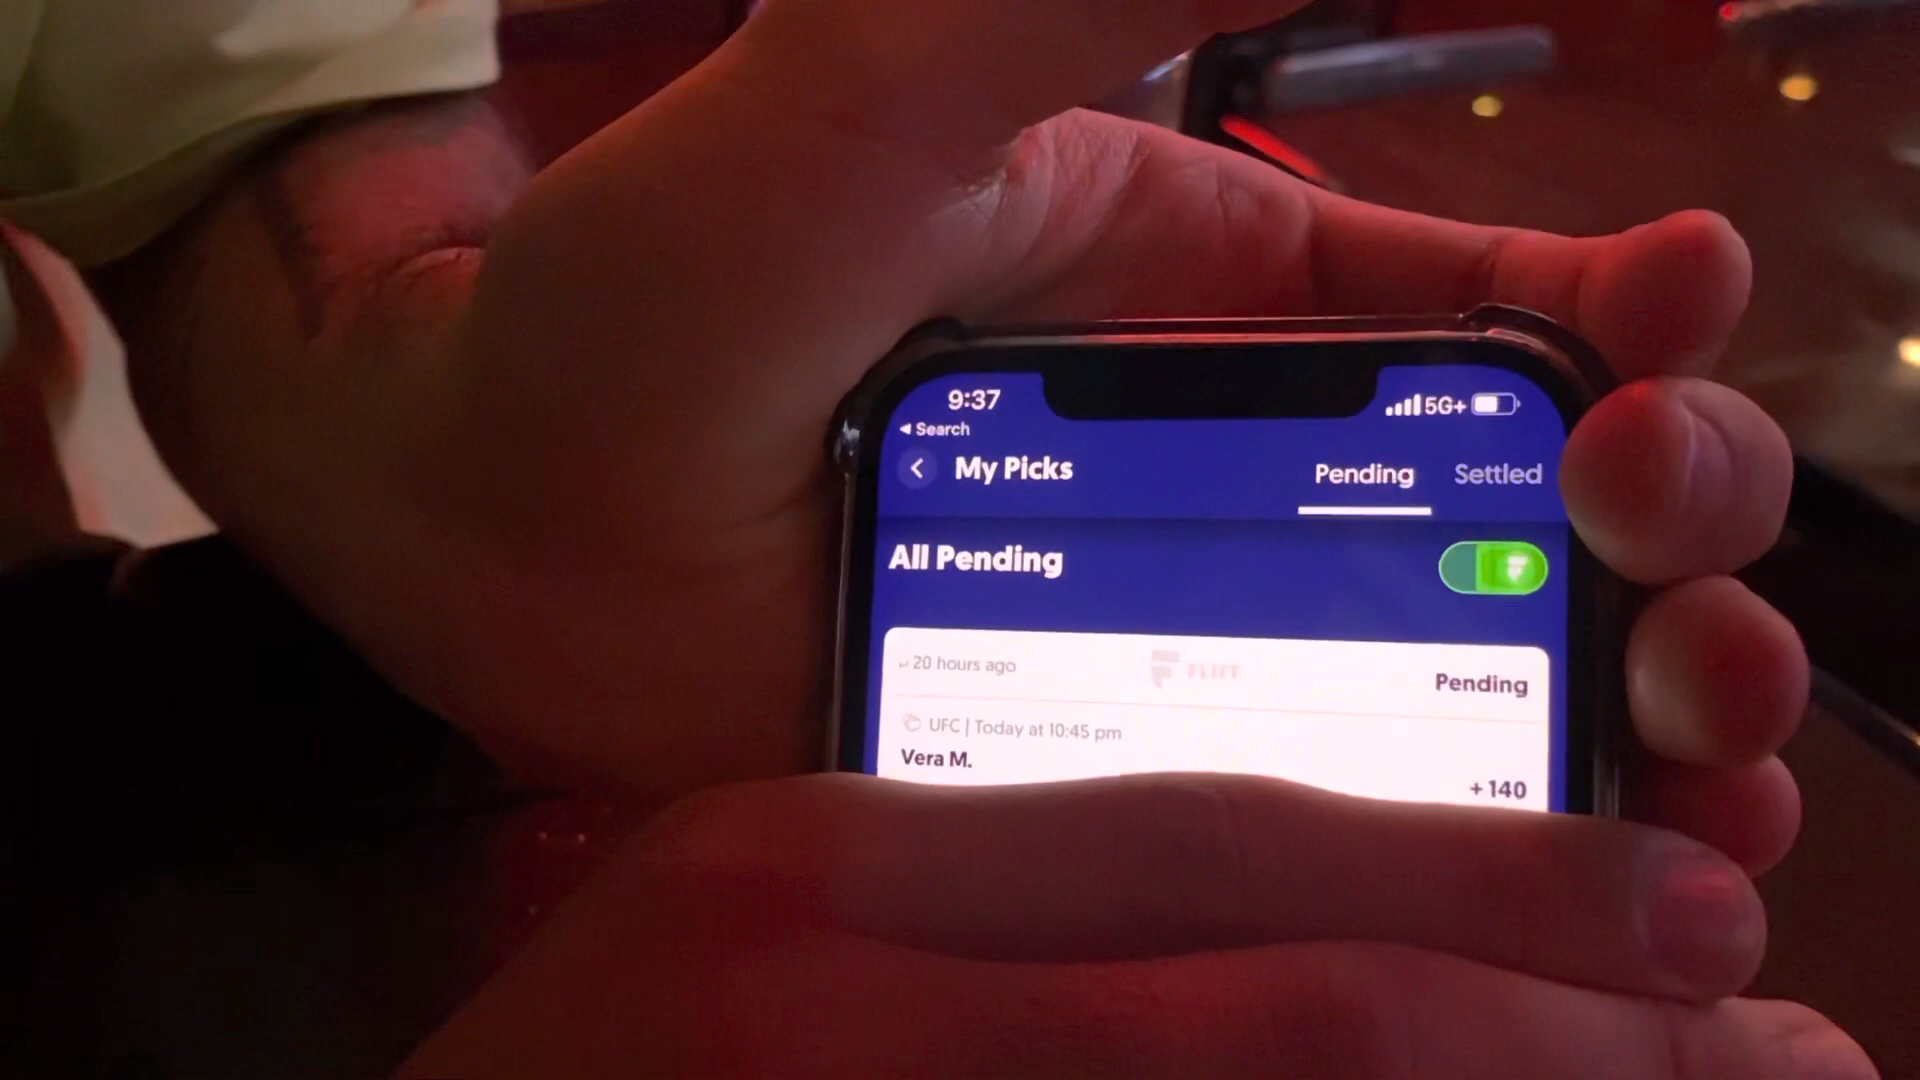 9:37
5G+
◄ Search
My Picks
Pending
Settled
All Pending
20 hours ago
FLIFF
Pending
UFC | Today at 10:45 pm
Vera M.
+140